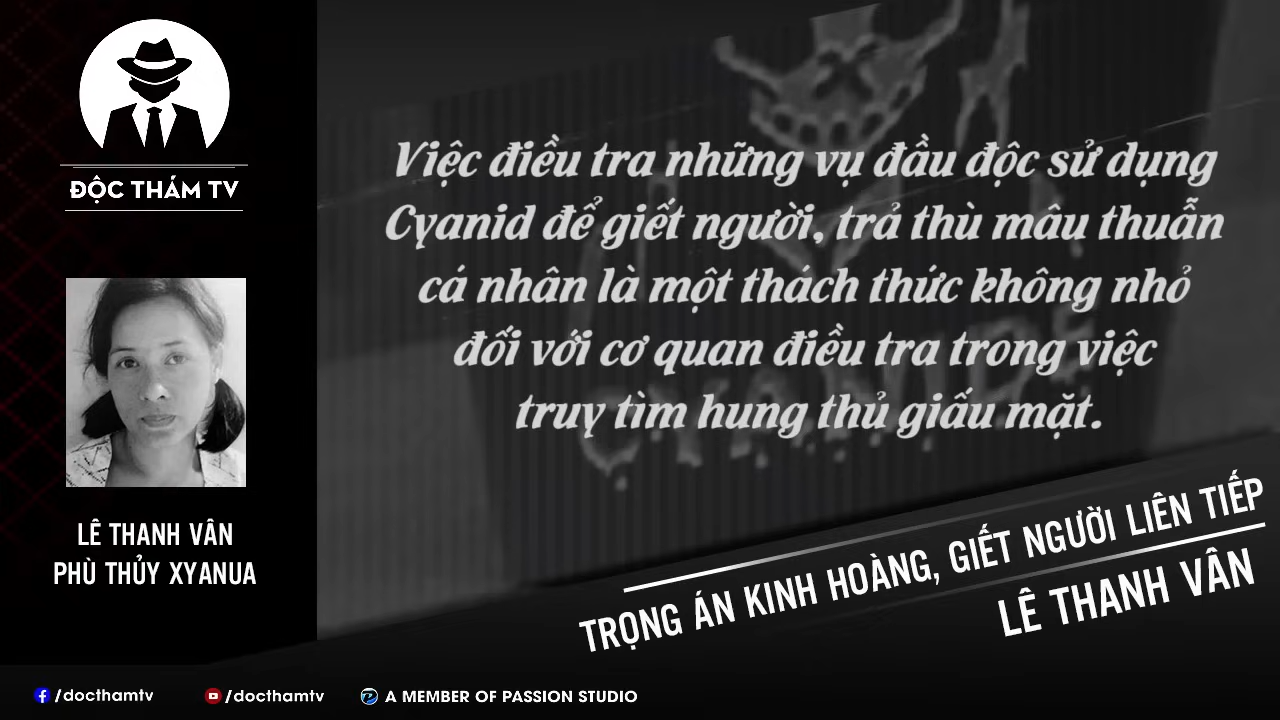 ĐỘC THÁM TV
LÊ THANH VÂN
PHÙ THỦY XYANUA
Việc điều tra những vụ đầu độc sử dụng
Cyanid để giết người, trả thù mâu thuẫn
cá nhân là một thách thức không nhỏ
đối với cơ quan điều tra trong việc
truy tìm hung thủ giấu mặt.
CYANIDE
TRỌNG ÁN KINH HOÀNG, GIẾT NGƯỜI LIÊN TIẾP
LÊ THANH VÂN
/docthamtv
/docthamtv
A MEMBER OF PASSION STUDIO